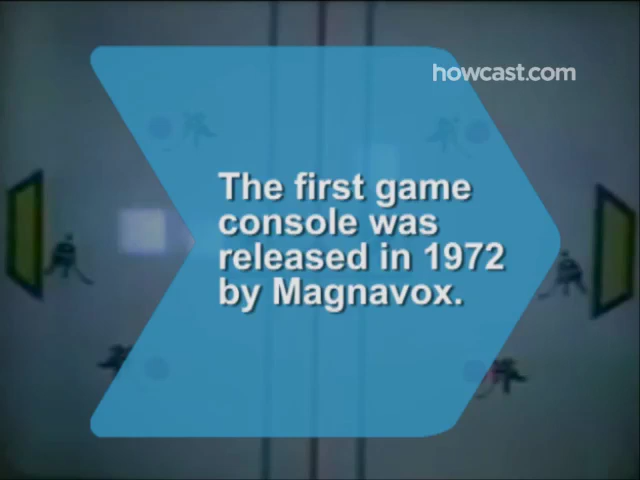 howcast.com
The first game
console was
released in 1972
by Magnavox.